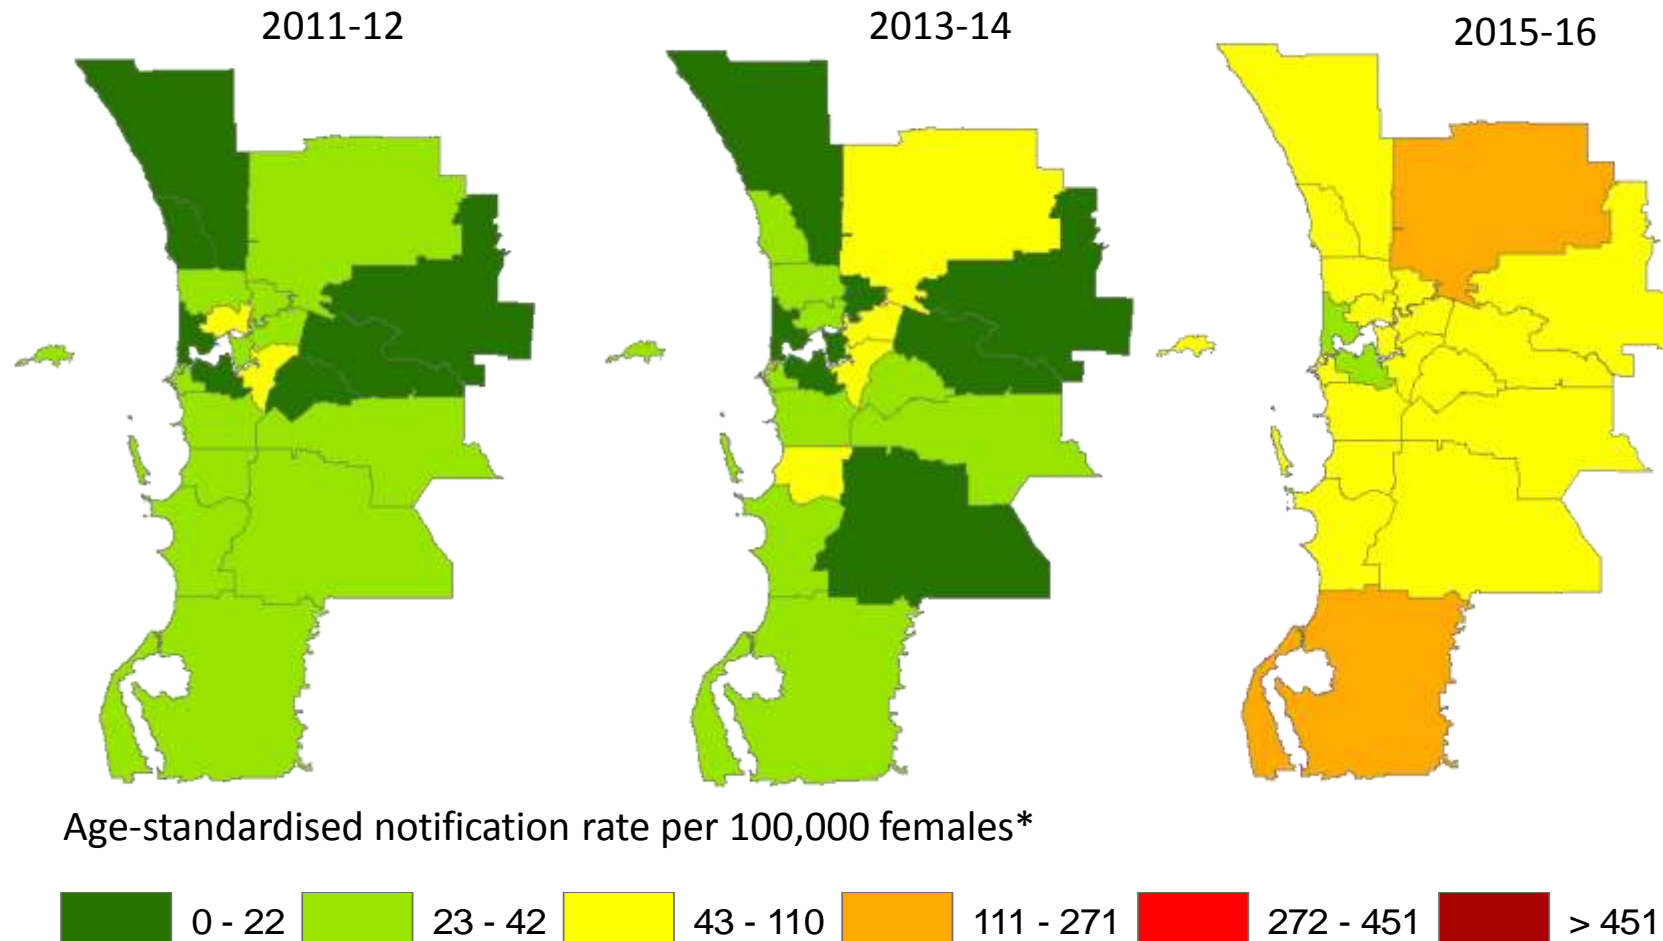 2011-12 2013-14 2015-16
Age-standardised notification rate per 100,000 females*
0 - 22 23 - 42 43 - 110 111 - 271 272 - 451 > 451